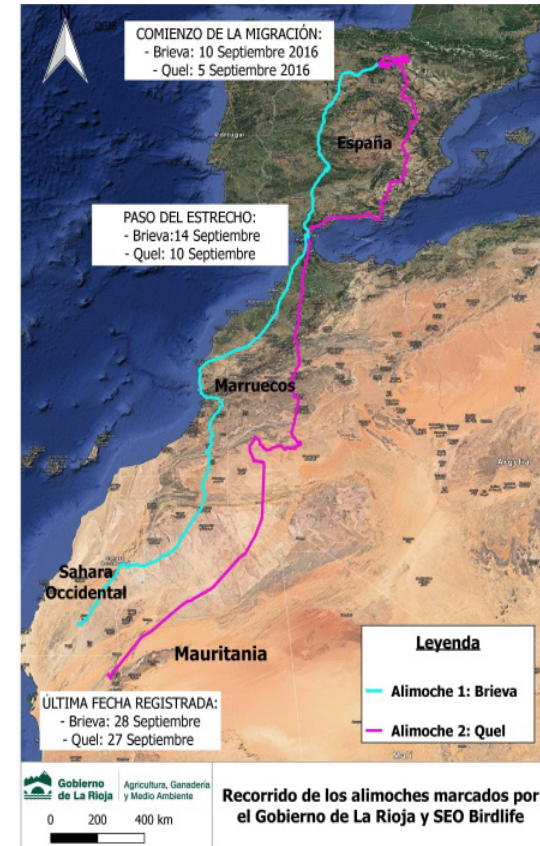 COMIENZO DE LA MIGRACIÓN:
- Brieva: 10 Septiembre 2016
- Quel: 5 Septiembre 2016
Portugal
España
PASO DEL ESTRECHO:
- Brieva:14 Septiembre
- Quel: 10 Septiembre
Marruecos
Argelia
Sahara
Occidental
Mauritania
Leyenda
Alimoche 1: Brieva
Alimoche 2: Quel
ÚLTIMA FECHA REGISTRADA:
- Brieva: 28 Septiembre
- Quel: 27 Septiembre
Malí
Gobierno
de La Rioja
Agricultura, Ganadería
y Medio Ambiente
0 200 400 km
Recorrido de los alimoches marcados por
el Gobierno de La Rioja y SEO Birdlife